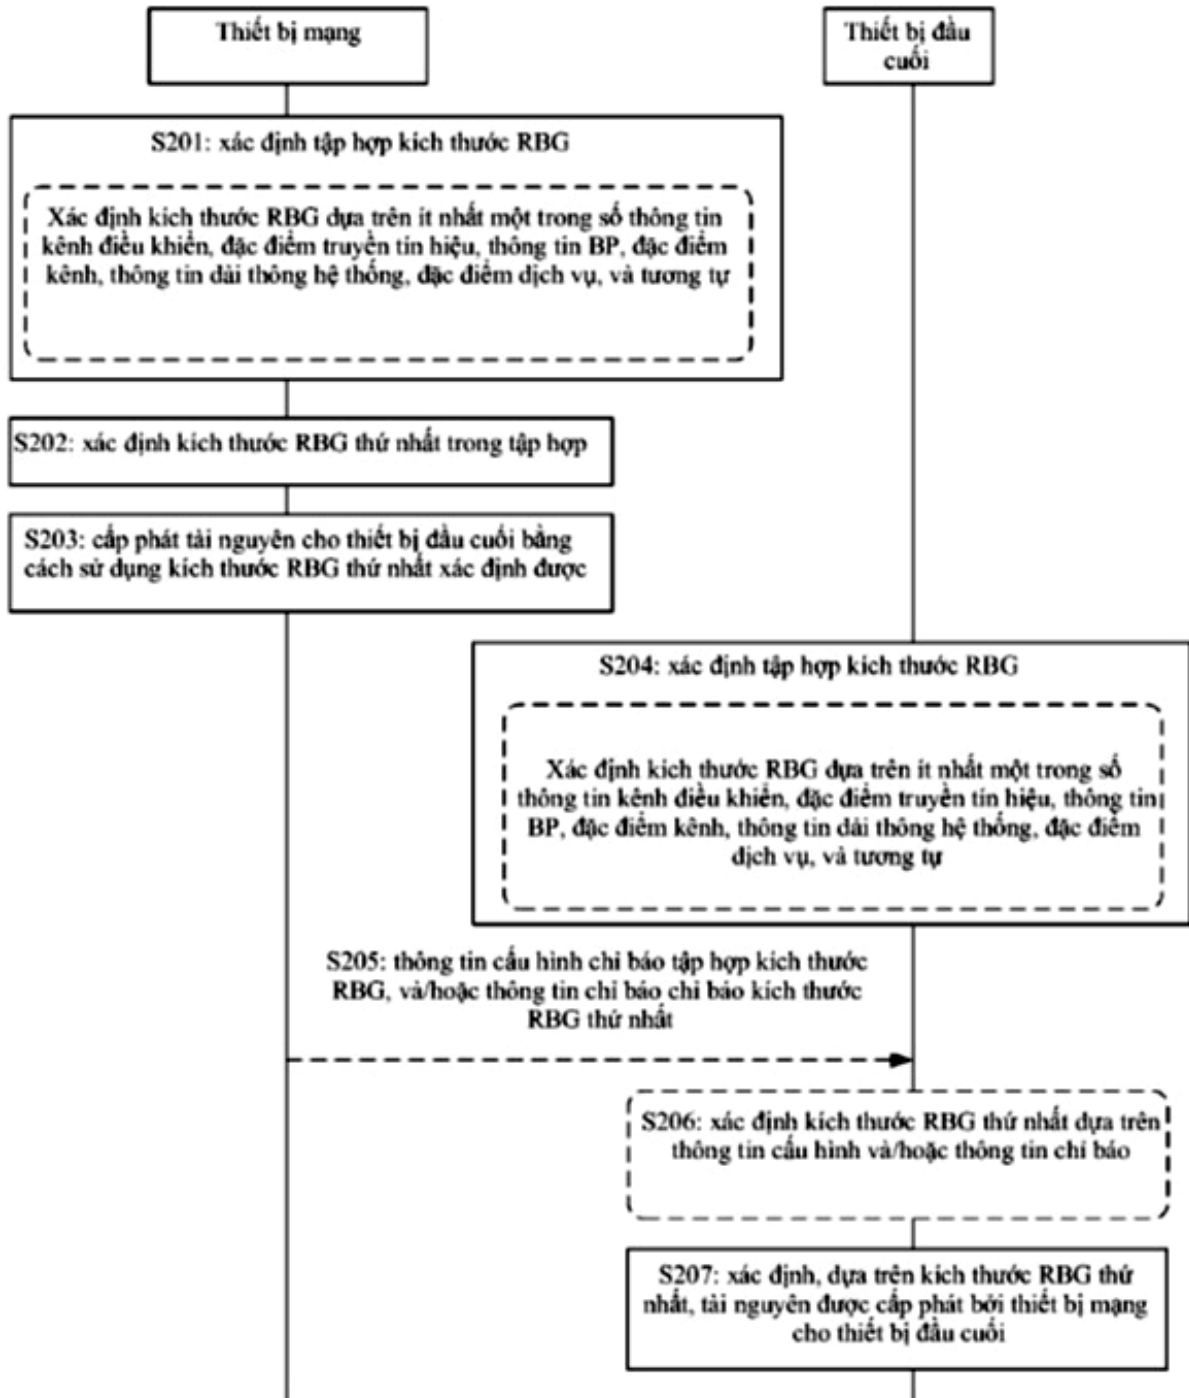 Thiết bị mạng
Thiết bị đầu
cuối
S201: xác định tập hợp kích thước RBG
Xác định kích thước RBG dựa trên ít nhất một trong số thông tin
kênh điều khiển, đặc điểm truyền tín hiệu, thông tin BP, đặc điểm
kênh, thông tin dải thông hệ thống, đặc điểm dịch vụ, và tương tự
S202: xác định kích thước RBG thứ nhất trong tập hợp
S203: cấp phát tài nguyên cho thiết bị đầu cuối bằng
cách sử dụng kích thước RBG thứ nhất xác định được
S204: xác định tập hợp kích thước RBG
Xác định kích thước RBG dựa trên ít nhất một trong số
thông tin kênh điều khiển, đặc điểm truyền tín hiệu, thông tin
BP, đặc điểm kênh, thông tin dải thông hệ thống, đặc điểm
dịch vụ, và tương tự
S205: thông tin cấu hình chỉ báo tập hợp kích thước
RBG, và/hoặc thông tin chỉ báo chỉ báo kích thước
RBG thứ nhất
S206: xác định kích thước RBG thứ nhất dựa trên
thông tin cấu hình và/hoặc thông tin chỉ báo
S207: xác định, dựa trên kích thước RBG thứ
nhất, tài nguyên được cấp phát bởi thiết bị mạng
cho thiết bị đầu cuối